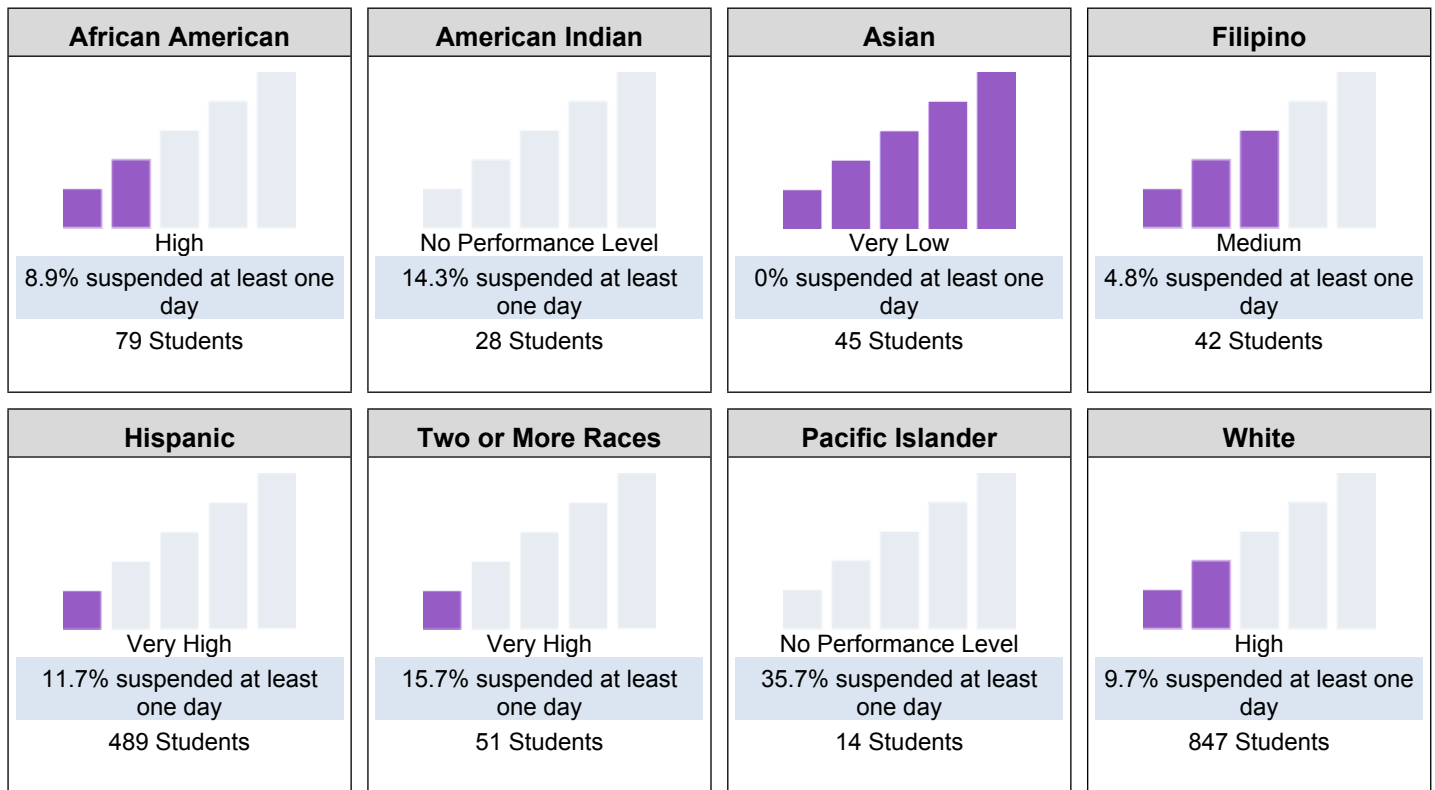 African American
High
8.9% suspended at least one
day
79 Students
American Indian
No Performance Level
14.3% suspended at least
one day
28 Students
Asian
Very Low
0% suspended at least one
day
45 Students
Filipino
Medium
4.8% suspended at least one
day
42 Students
Hispanic
Very High
11.7% suspended at least
one day
489 Students
Two or More Races
Very High
15.7% suspended at least
one day
51 Students
Pacific Islander
No Performance Level
35.7% suspended at least
one day
14 Students
White
High
9.7% suspended at least one
day
847 Students